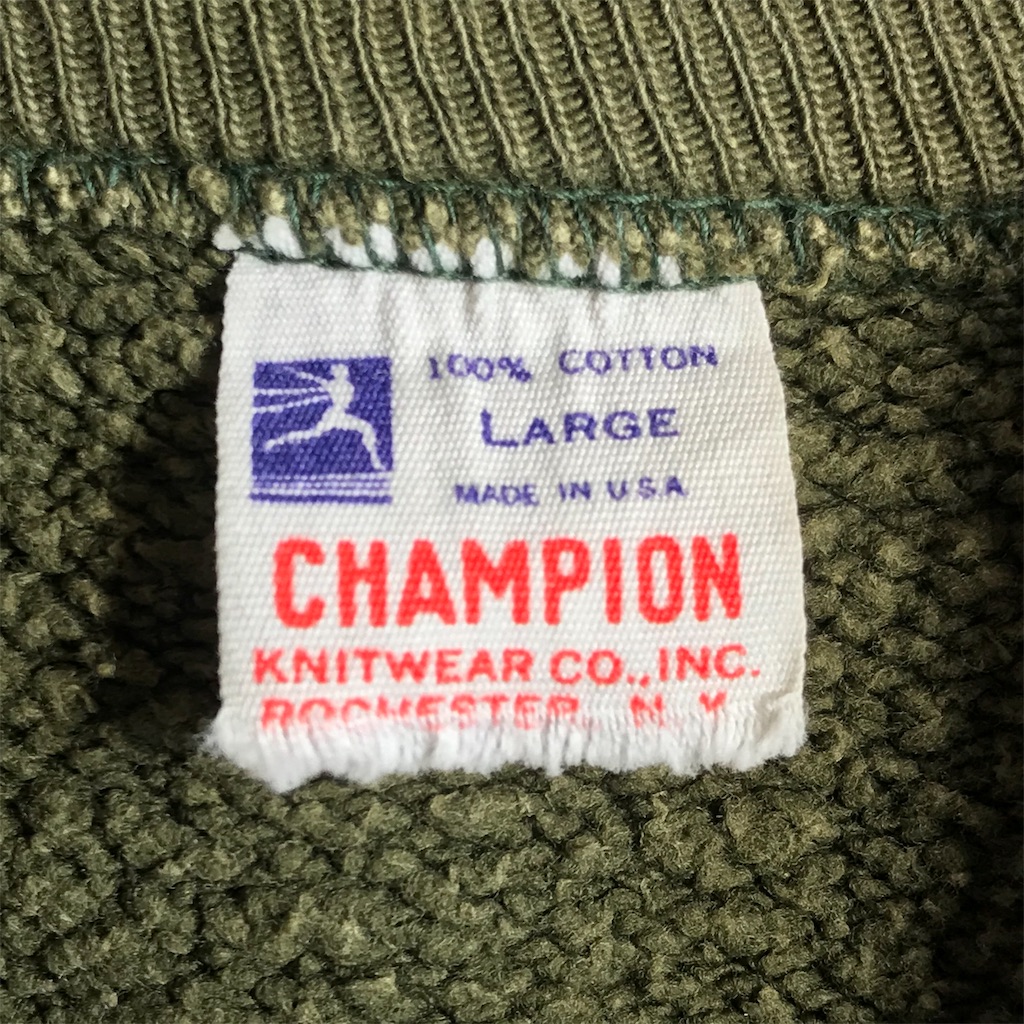 100% COTTON
LARGE
MADE IN U.S.A
CHAMPION
KNITWEAR CO., INC.
ROCHESTER, N. Y.